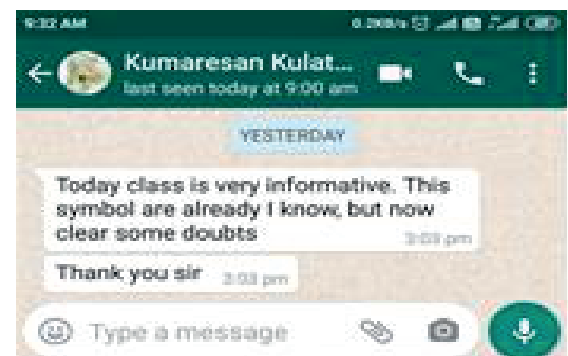 9:32 AM
Kumaresan Kulat...
last seen today at 9:00 am
YESTERDAY
Today class is very informative. This
symbol are already I know, but now
clear some doubts
3:03 pm
Thank you sir 3:03 pm
Type a message